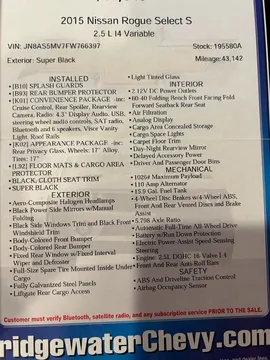 2015 Nissan Rogue Select S
2.5 L I4 Variable
VIN: JN8AS5MV7FW766397
Stock: 195580A
Exterior: Super Black
Mileage: 43,142
INSTALLED
• [B10] SPLASH GUARDS
• [B93] REAR BUMPER PROTECTOR
• [K01] CONVENIENCE PACKAGE -inc:
Cruise Control, Rear Spoiler, Rearview
Camera, Radio: 4.3" Display Audio, USB,
steering wheel audio controls, SAT radio,
Bluetooth & 6 speakers, Visor Vanity
Light, Roof Rails
• [K02] APPEARANCE PACKAGE -inc:
Rear Privacy Glass, Wheels: 17" Alloy,
Tires: 17"
• [L92] FLOOR MATS & CARGO AREA
PROTECTOR
• BLACK, CLOTH SEAT TRIM
• SUPER BLACK
EXTERIOR
• Aero-Composite Halogen Headlamps
• Black Power Side Mirrors w/Manual
Folding
• Black Side Windows Trim and Black Front
Windshield Trim
• Body-Colored Front Bumper
• Body-Colored Rear Bumper
• Fixed Rear Window w/Fixed Interval
Wiper and Defroster
• Full-Size Spare Tire Mounted Inside Under
Cargo
• Fully Galvanized Steel Panels
• Liftgate Rear Cargo Access
• Light Tinted Glass
INTERIOR
• 2 12V DC Power Outlets
• 60-40 Folding Bench Front Facing Fold
Forward Seatback Rear Seat
• Air Filtration
• Analog Display
• Cargo Area Concealed Storage
• Cargo Space Lights
• Carpet Floor Trim
• Day-Night Rearview Mirror
• Delayed Accessory Power
• Driver And Passenger Door Bins
MECHANICAL
• Maximum Payload
• 110 Amp Alternator
• 15.9 Gal. Fuel Tank
• 4-Wheel Disc Brakes w/4-Wheel ABS,
Front And Rear Vented Discs and Brake
Assist
• Axle Ratio
• Automatic Full-Time All-Wheel Drive
• Battery w/Run Down Protection
• Electric Power-Assist Speed-Sensing
Steering
• Engine: 2.5L DOHC 16-Valve I-4
• Front And Rear Anti-Roll Bars
SAFETY
• ABS And Driveline Traction Control
• Airbag Occupancy Sensor
Customer must verify Bluetooth, satellite radio, and any subscription service PRIOR TO THE SALE.
ridgewaterChevy.com